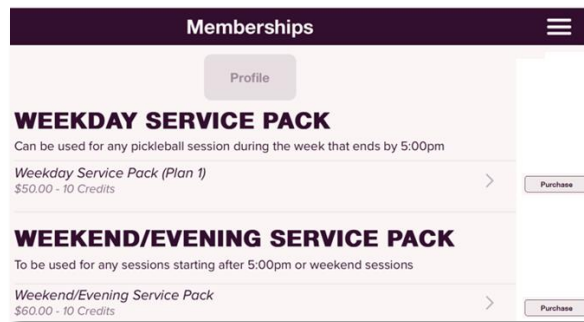 Memberships
Profile
WEEKDAY SERVICE PACK
Can be used for any pickleball session during the week that ends by 5:00pm
Weekday Service Pack (Plan 1)
$50.00 - 10 Credits
Purchase
WEEKEND/EVENING SERVICE PACK
To be used for any sessions starting after 5:00pm or weekend sessions
Weekend/Evening Service Pack
$60.00 - 10 Credits
Purchase